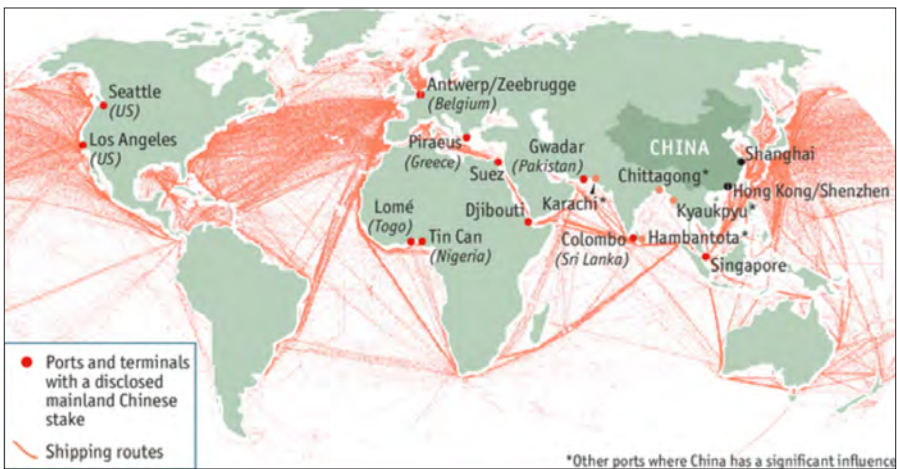 Seattle
(US)
Los Angeles
(US)
Antwerp/Zeebrugge
(Belgium)
Piraeus
(Greece)
Suez
Gwadar
(Pakistan)
Karachi*
CHINA
Shanghai
Chittagong*
Hong Kong/Shenzhen
Kyaukpyu*
Lomé
(Togo)
Tin Can
(Nigeria)
Djibouti
Colombo
(Sri Lanka)
Hambantota*
Singapore
Ports and terminals
with a disclosed
mainland Chinese
stake
Shipping routes
*Other ports where China has a significant influence